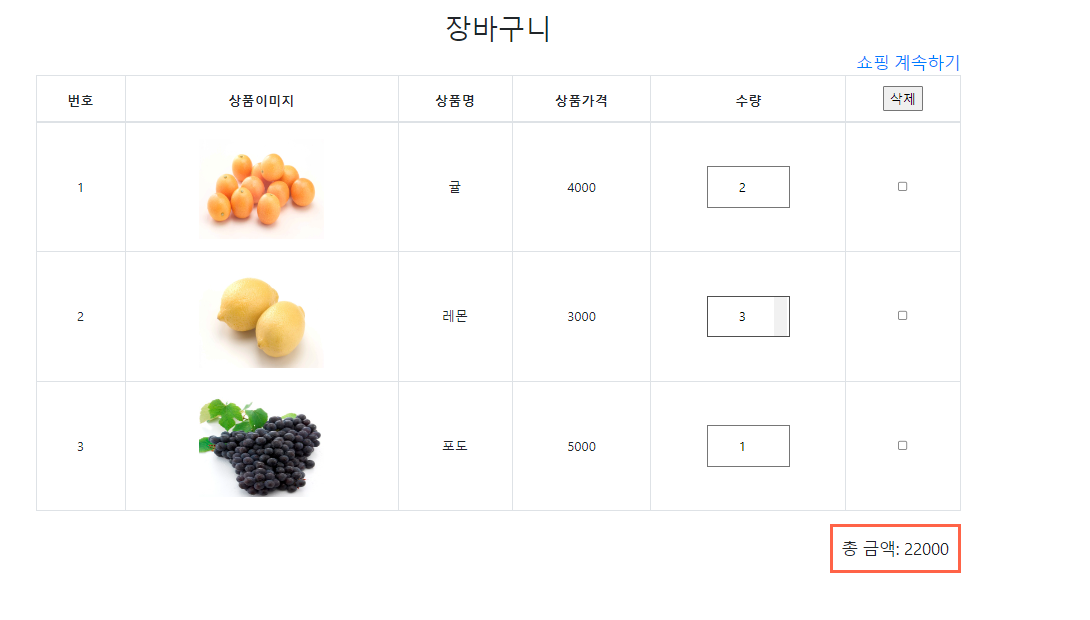 장바구니
쇼핑 계속하기
번호 상품이미지 상품명 상품가격 수량 삭제
1 귤 4000 2
2 레몬 3000 3
3 포도 5000 1
총 금액: 22000